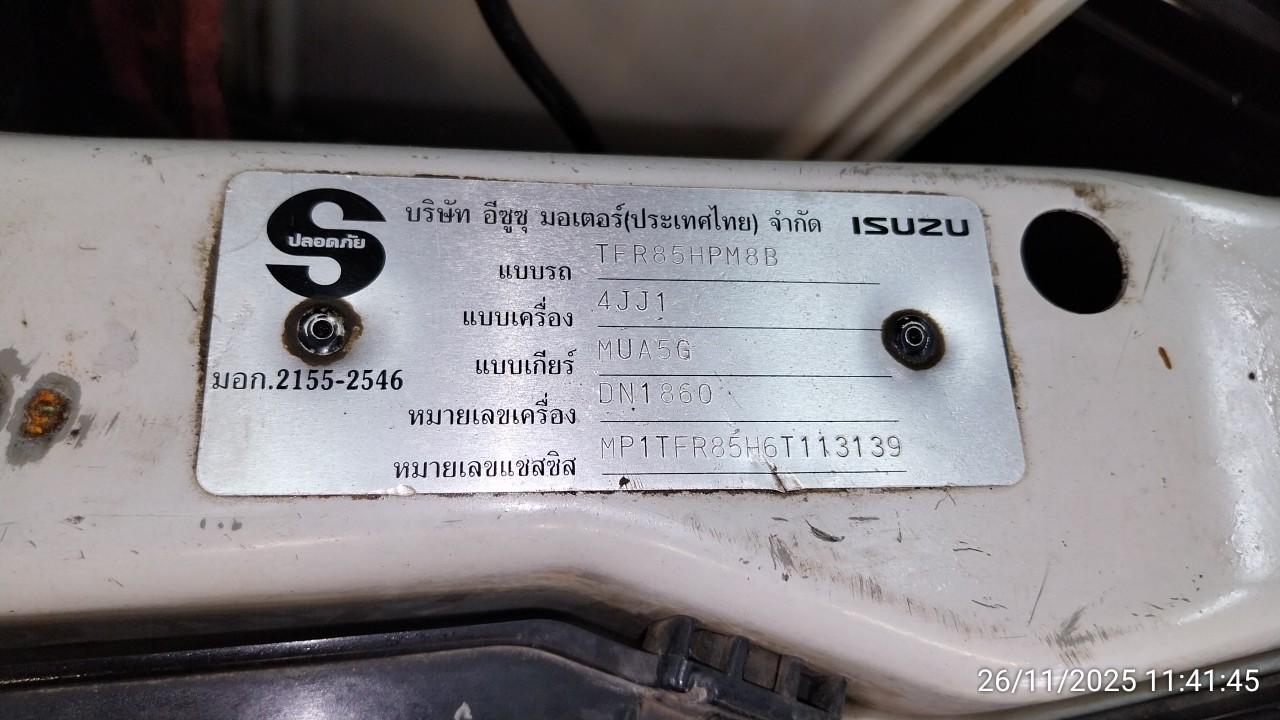 บริษัท อีซูซุ มอเตอร์(ประเทศไทย) จำกัด ISUZU
ปลอดภัย
แบบรถ TFR85HPM8B
แบบเครื่อง 4JJ1
แบบเกียร์ MUA5G
มอก.2155-2546
หมายเลขเครื่อง DN1860
หมายเลขแชสซิส MP1TFR85H6T113139
26/11/2025 11:41:45